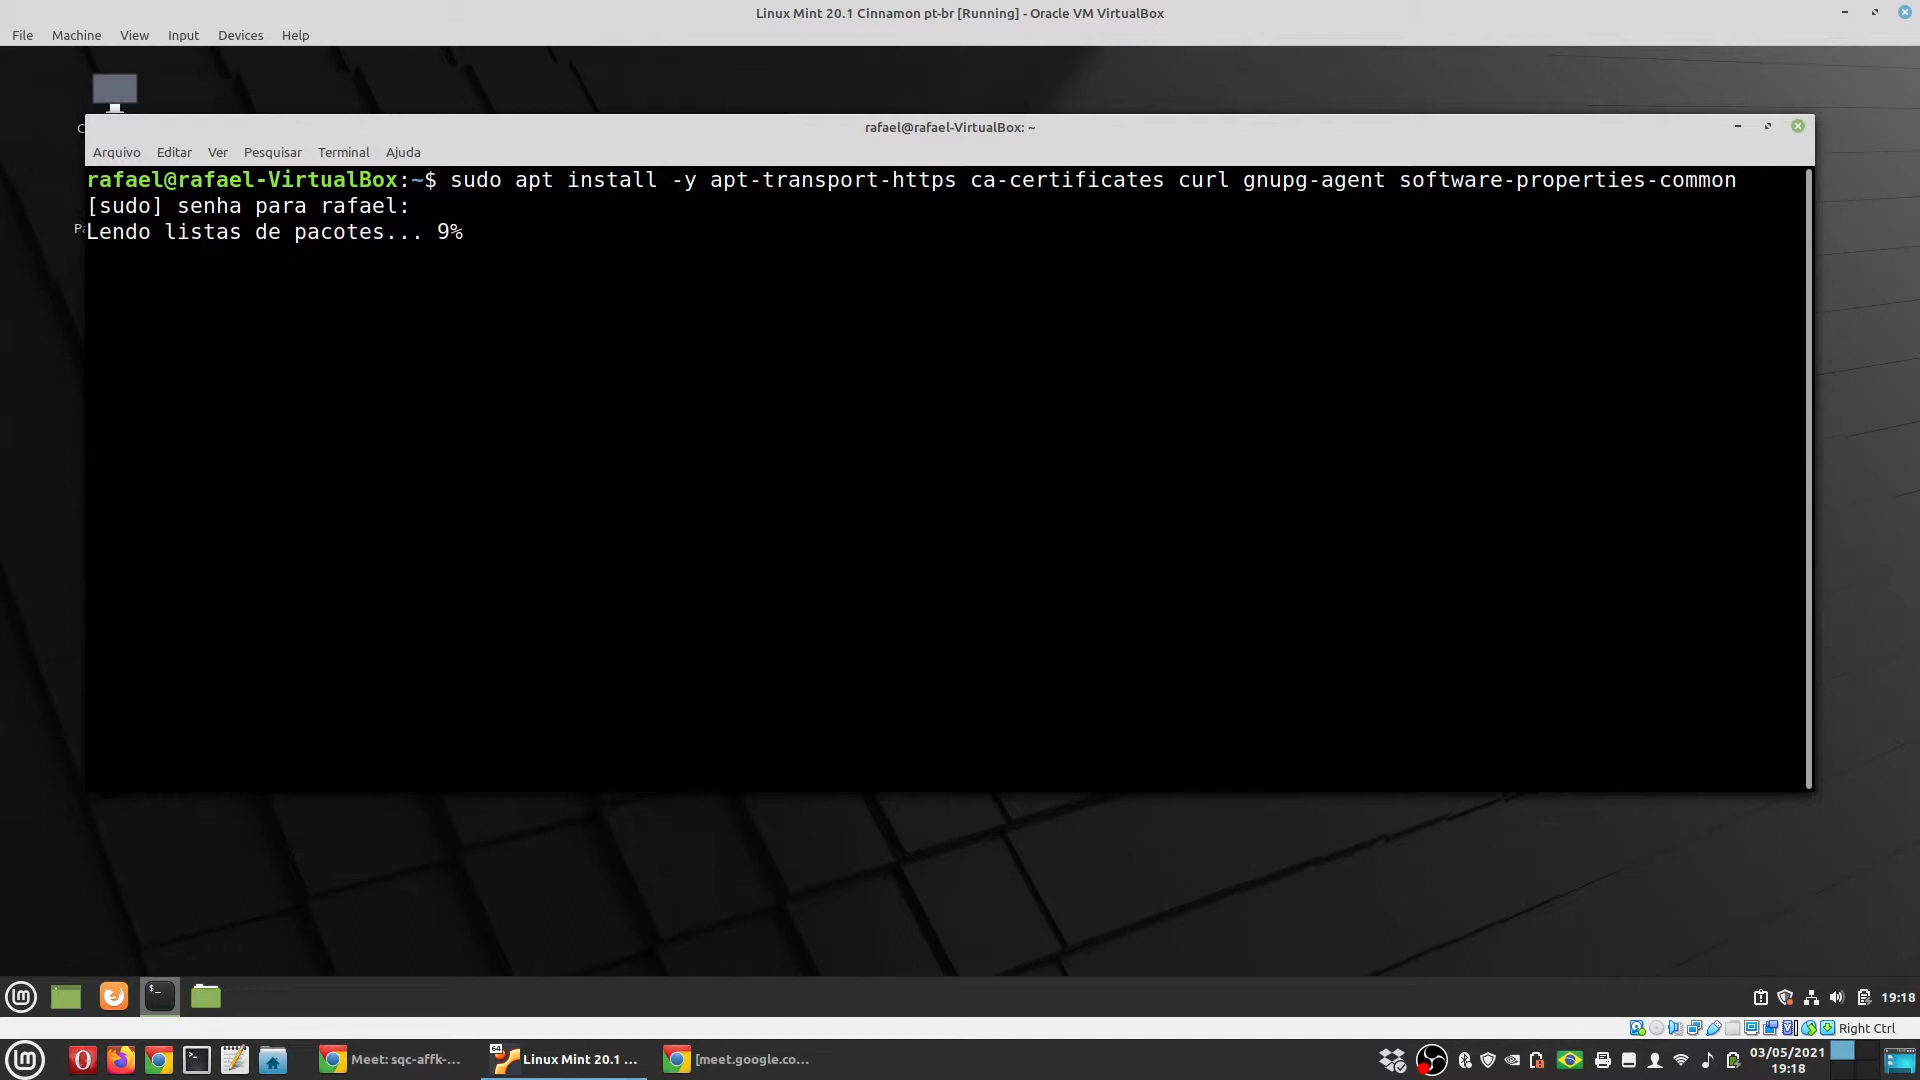 Linux Mint 20.1 Cinnamon pt-br [Running] - Oracle VM VirtualBox
File Machine View Input Devices Help
rafael@rafael-VirtualBox: ~
Arquivo Editar Ver Pesquisar Terminal Ajuda
rafael@rafael-VirtualBox:~$ sudo apt install -y apt-transport-https ca-certificates curl gnupg-agent software-properties-common
[sudo] senha para rafael:
Lendo listas de pacotes... 9%
19:18
Right Ctrl
Meet: sqc-affk-...
64
Linux Mint 20.1 ...
[meet.google.co...
03/05/2021
19:18